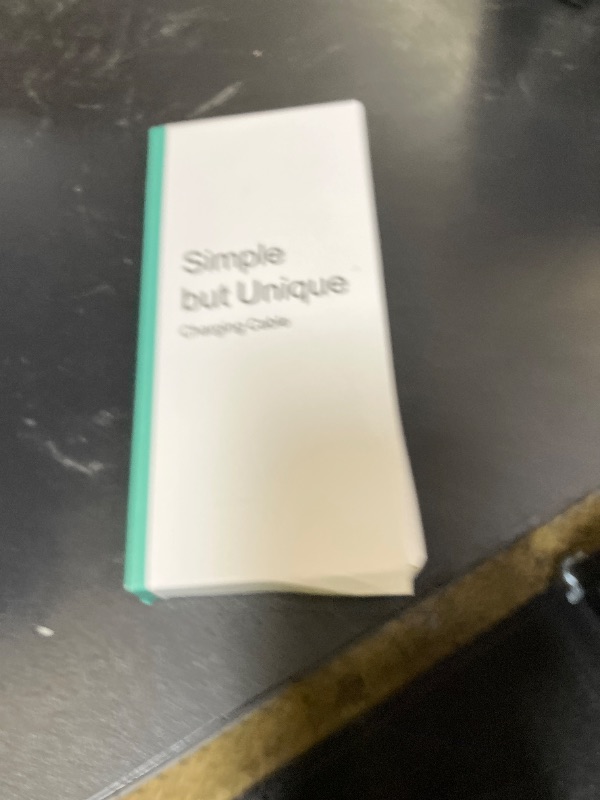 Simple
but Unique
Charging Cable